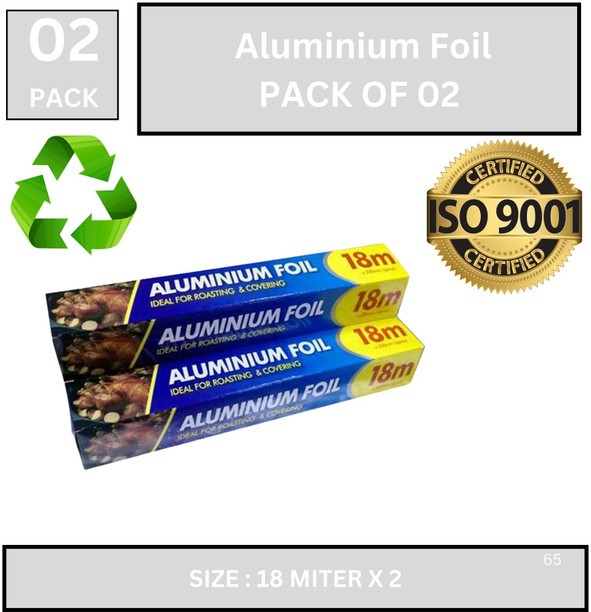 02
PACK
Aluminium Foil
PACK OF 02
CERTIFIED
ISO 9001
CERTIFIED
ALUMINIUM FOIL
IDEAL FOR ROASTING & COVERING
18m
ALUMINIUM FOIL
IDEAL FOR ROASTING & COVERING
18m
ALUMINIUM FOIL
IDEAL FOR ROASTING & COVERING
18m
ALUMINIUM FOIL
IDEAL FOR ROASTING & COVERING
18m
65
SIZE : 18 MITER X 2